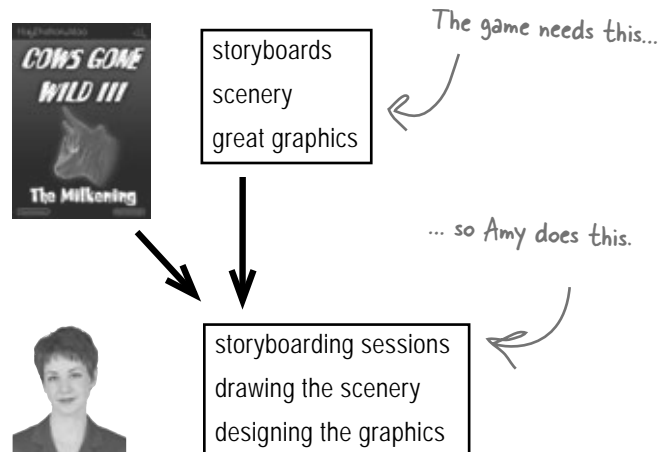 COWS GONE
WILD III
The Milkening
storyboards
scenery
great graphics
The game needs this...
... so Amy does this.
storyboarding sessions
drawing the scenery
designing the graphics